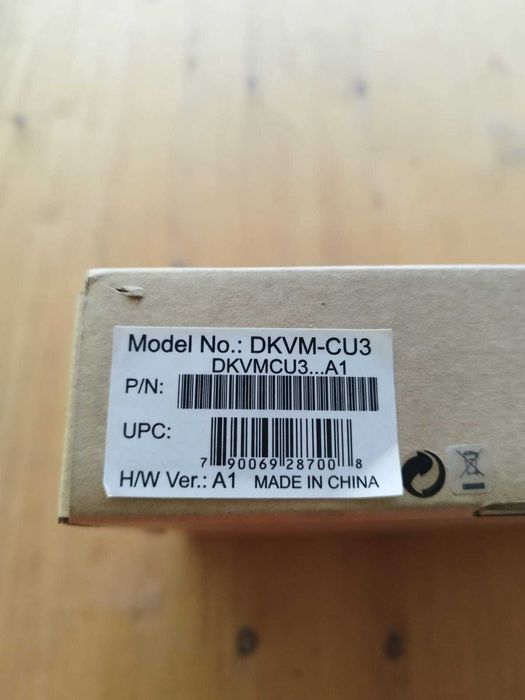 Model No.: DKVM-CU3
DKVMCU3...A1
P/N:
UPC:
7 90069 28700 8
H/W Ver.: A1 MADE IN CHINA